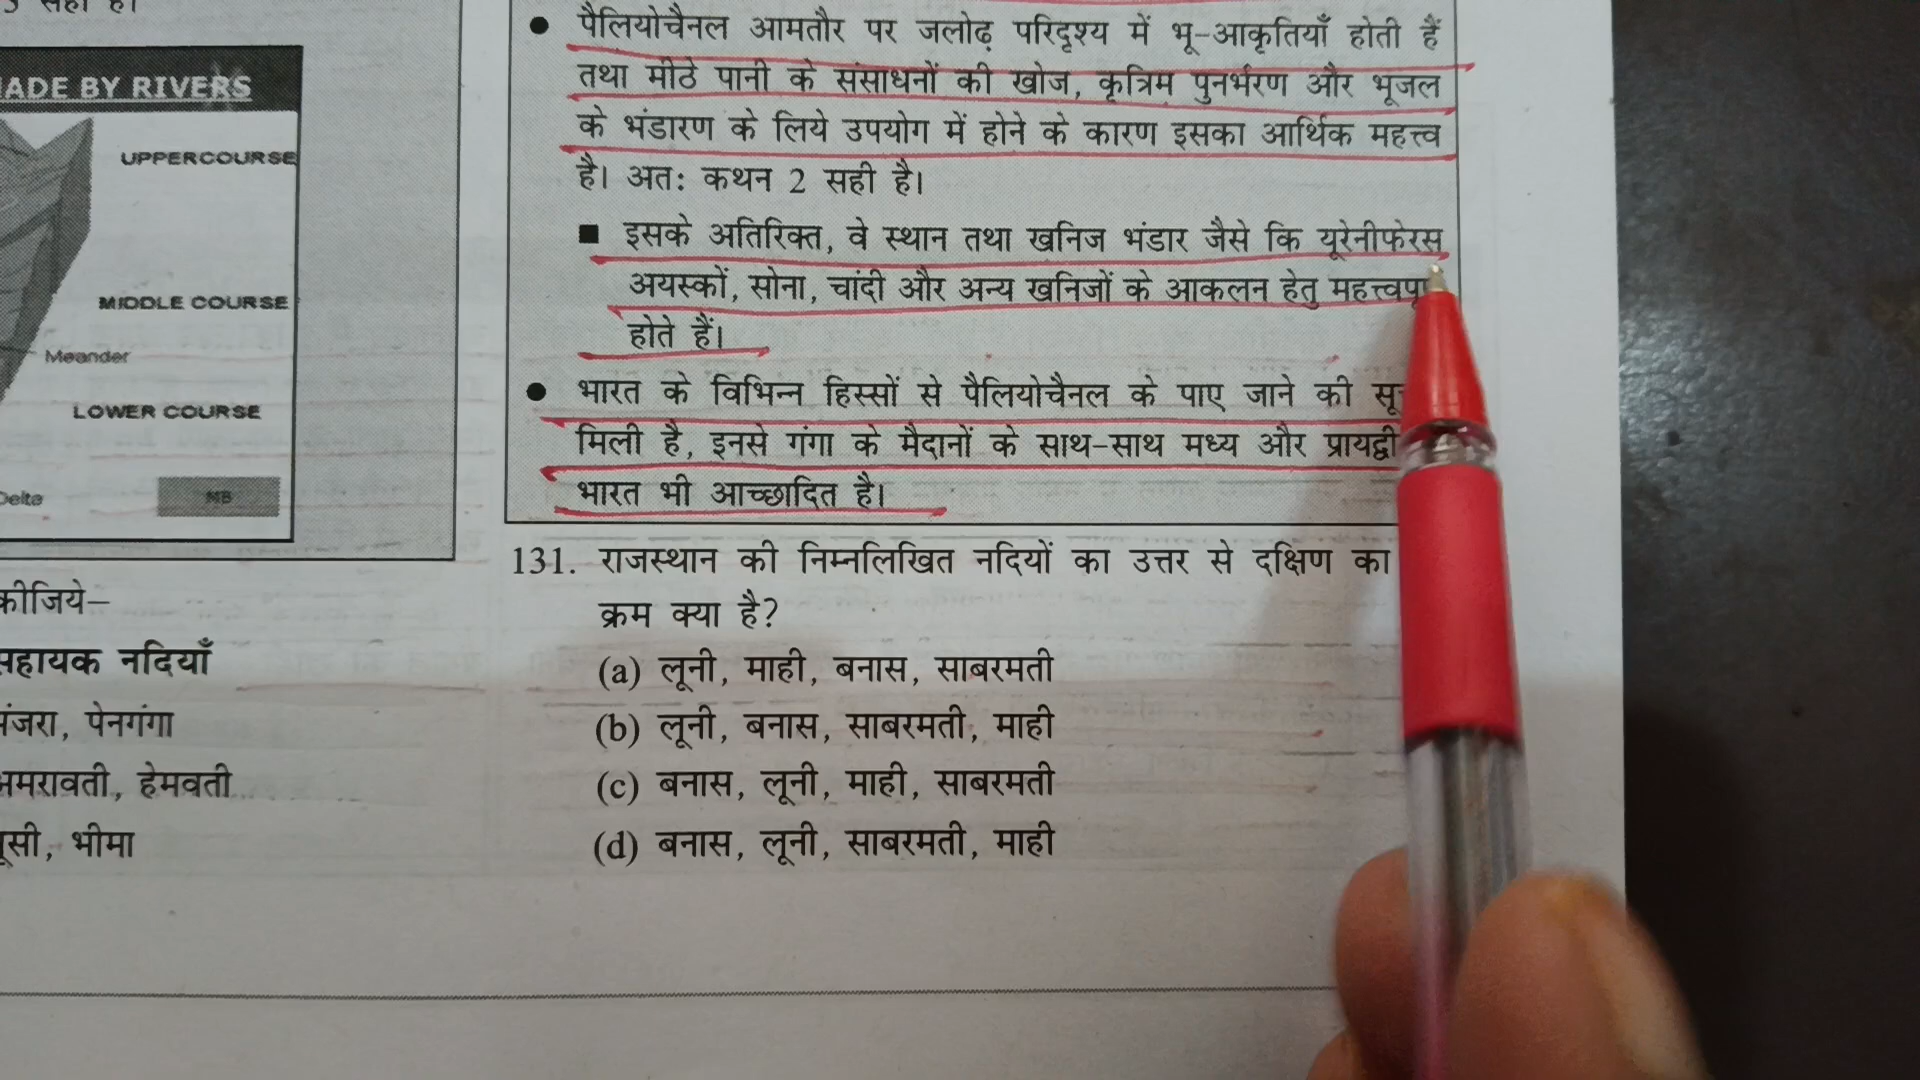 MADE BY RIVERS
UPPERCOURSE
MIDDLE COURSE
Meander
LOWER COURSE
Delta
MB
कीजिये–
सहायक नदियाँ
पेनगंगा
हेमवती
भीमा
पैलियोचैनल आमतौर पर जलोढ़ परिदृश्य में भू-आकृतियाँ होती हैं
तथा मीठे पानी के संसाधनों की खोज, कृत्रिम पुनर्भरण और भूजल
के भंडारण के लिये उपयोग में होने के कारण इसका आर्थिक महत्त्व
है। अतः कथन 2 सही है।
इसके अतिरिक्त, वे स्थान तथा खनिज भंडार जैसे कि यूरेनीफेरस
अयस्कों, सोना, चांदी और अन्य खनिजों के आकलन हेतु
होते हैं।
भारत के विभिन्न हिस्सों से पैलियोचैनल के पाए जाने की
मिली है, इनसे गंगा के मैदानों के साथ-साथ मध्य और
भारत भी आच्छादित है।
131. राजस्थान की निम्नलिखित नदियों का उत्तर से दक्षिण का
क्रम क्या है?
(a) लूनी, माही, बनास, साबरमती
(b) लूनी, बनास, साबरमती, माही
(c) बनास, लूनी, माही, साबरमती
(d) बनास, लूनी, साबरमती, माही